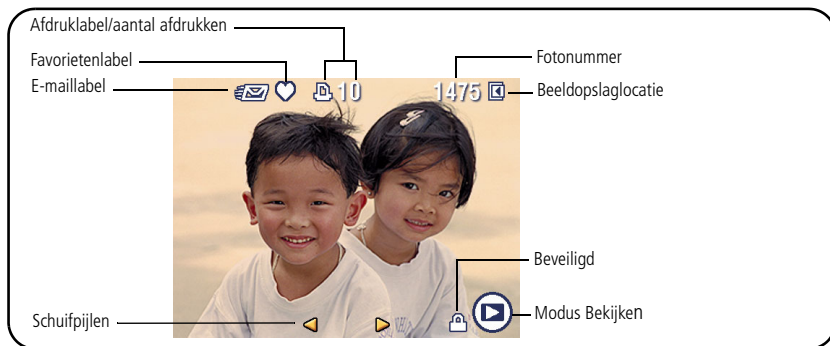 Afdruklabel/aantal afdrukken
Favorietenlabel
E-maillabel
10
1475
Fotonummer
Beeldopslaglocatie
Beveiligd
Schuifpijlen
Modus Bekijken